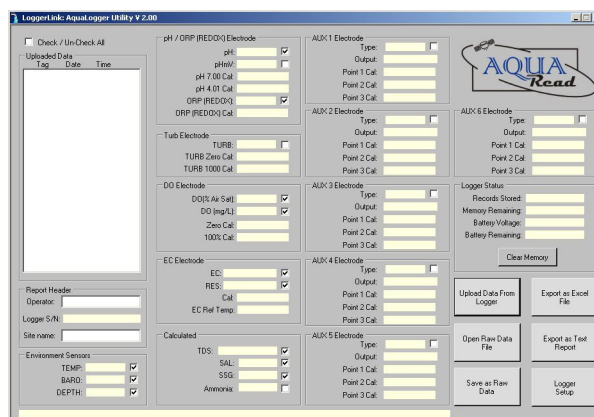 LoggerLink: AquaLogger Utility V 2.00
Check / Un-Check All
Uploaded Data
Tag Date Time
Report Header
Operator:
Logger S/N:
Site name:
Environment Sensors
TEMP:
BARO:
DEPTH:
pH / ORP (REDOX) Electrode
pH:
pHmV:
pH 7.00 Cal:
pH 4.01 Cal:
ORP (REDOX):
ORP (REDOX) Cal:
Turb Electrode
TURB:
TURB Zero Cal:
TURB 1000 Cal:
DO Electrode
DO(% Air Sat):
DO (mg/L):
Zero Cal:
100% Cal:
EC Electrode
EC:
RES:
Cal:
EC Ref Temp:
Calculated
TDS:
SAL:
SSG:
Ammonia:
AUX 1 Electrode
Type:
Output:
Point 1 Cal:
Point 2 Cal:
Point 3 Cal:
AUX 2 Electrode
Type:
Output:
Point 1 Cal:
Point 2 Cal:
Point 3 Cal:
AUX 3 Electrode
Type:
Output:
Point 1 Cal:
Point 2 Cal:
Point 3 Cal:
AUX 4 Electrode
Type:
Output:
Point 1 Cal:
Point 2 Cal:
Point 3 Cal:
AUX 5 Electrode
Type:
Output:
Point 1 Cal:
Point 2 Cal:
Point 3 Cal:
AQUA
Read
AUX 6 Electrode
Type:
Output:
Point 1 Cal:
Point 2 Cal:
Point 3 Cal:
Logger Status
Records Stored:
Memory Remaining:
Battery Voltage:
Battery Remaining:
Clear Memory
Upload Data From
Logger
Export as Excel
File
Open Raw Data
File
Export as Text
Report
Save as Raw
Data
Logger
Setup